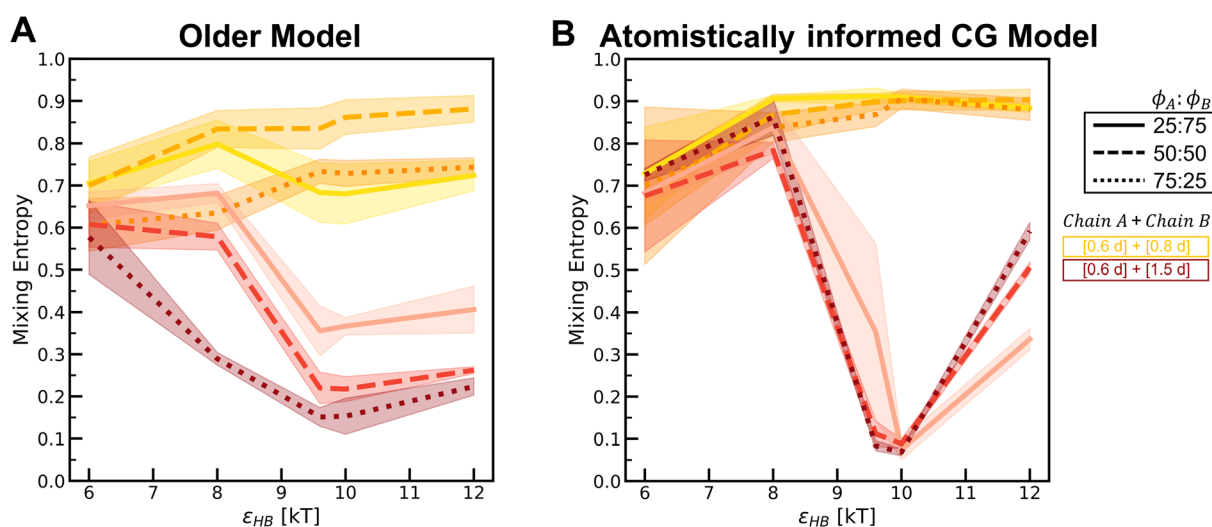 A
Older Model
1.0
0.9
0.8
0.7
0.6
0.5
0.4
0.3
0.2
0.1
0.0
Mixing Entropy
6 7 8 9 10 11 12
ε_HB [kT]
B
Atomistically informed CG Model
1.0
0.9
0.8
0.7
0.6
0.5
0.4
0.3
0.2
0.1
0.0
Mixing Entropy
6 7 8 9 10 11 12
ε_HB [kT]
ϕ_A:ϕ_B
25:75
50:50
75:25
Chain A + Chain B
[0.6 d] + [0.8 d]
[0.6 d] + [1.5 d]